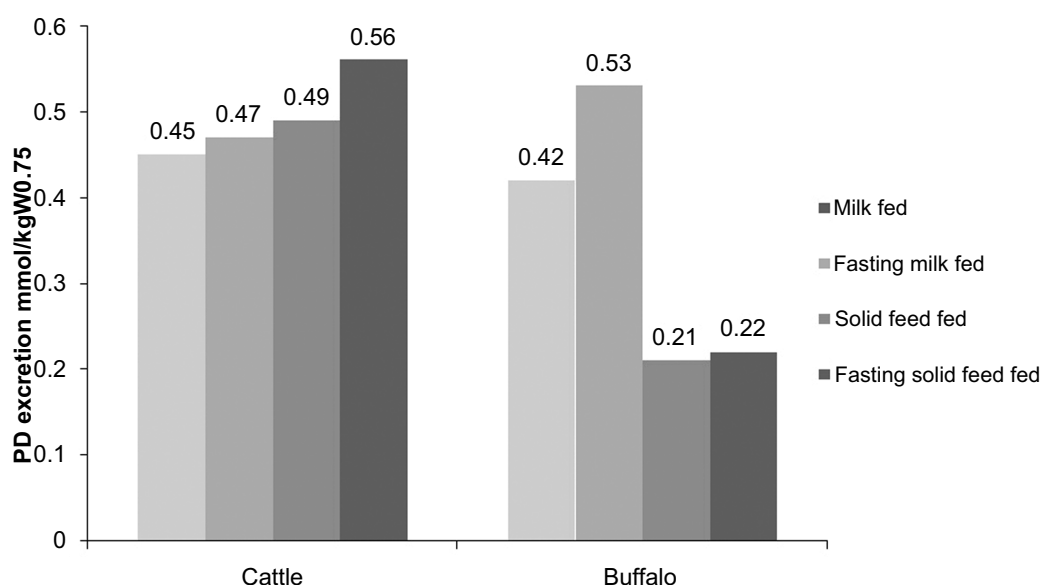 PD excretion mmol/kgW0.75
0.6
0.5
0.4
0.3
0.2
0.1
0
0.45
0.47
0.49
0.56
0.42
0.53
0.21
0.22
Cattle
Buffalo
Milk fed
Fasting milk fed
Solid feed fed
Fasting solid feed fed